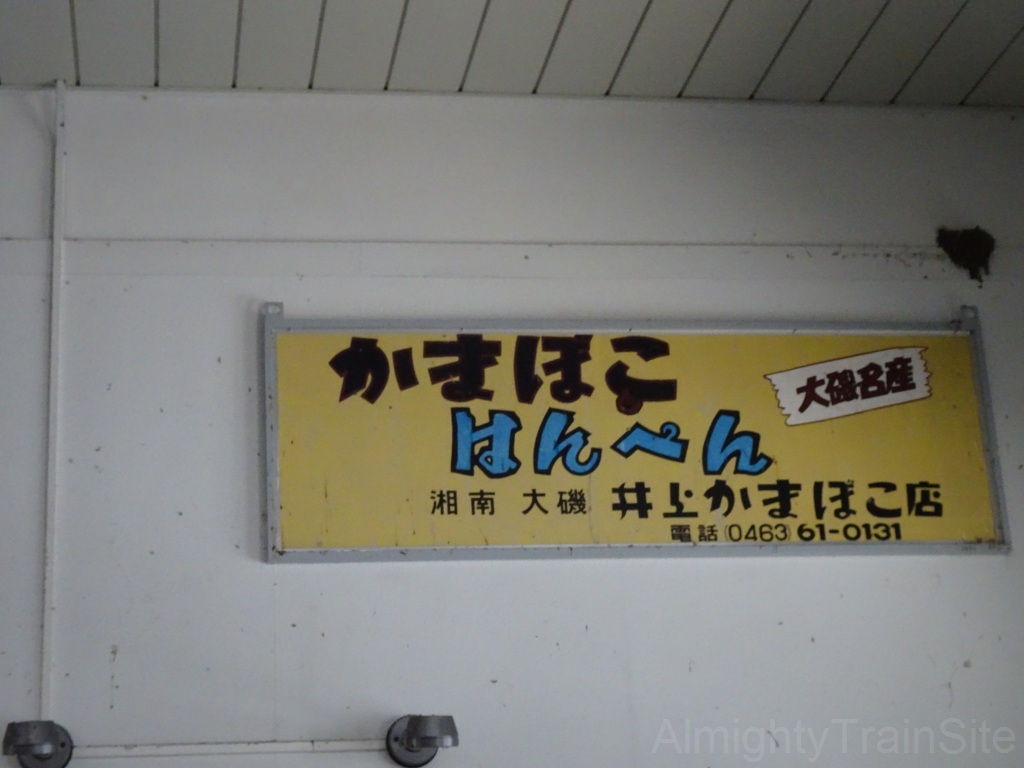 かまぼこ
大磯名産
はんぺん
湘南 大磯 井上かまぼこ店
電話(0463)61-0131
AlmightyTrainSite